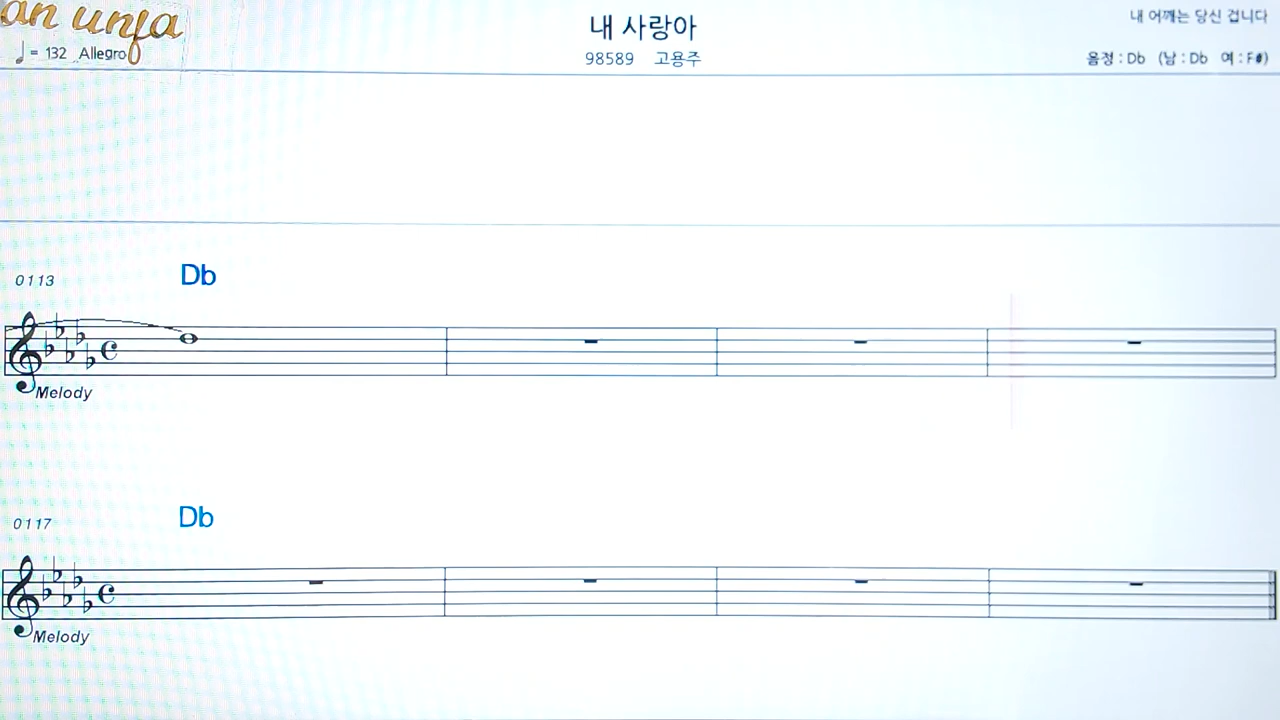 an unfa
♩= 132 Allegro
내 사랑아
98589 고용주
내 어깨는 당신 겁니다
음정 : Db (남 : Db 여 : F#)
0113
Db
Melody
0117
Db
Melody